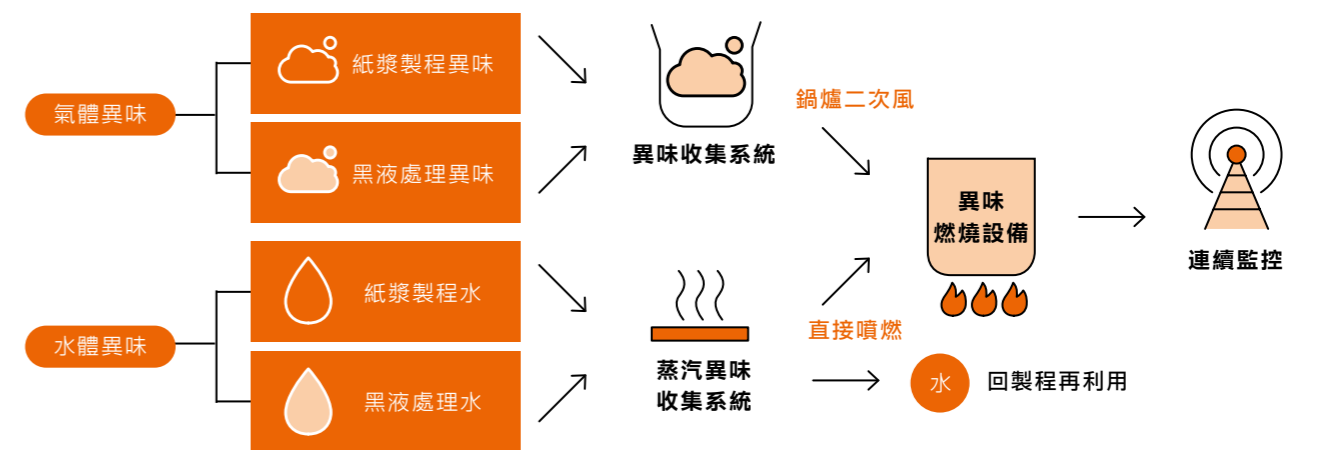 氣體異味
紙漿製程異味
黑液處理異味
異味收集系統
鍋爐二次風
水體異味
紙漿製程水
黑液處理水
蒸汽異味
收集系統
直接噴燃
異味
燃燒設備
連續監控
水
回製程再利用